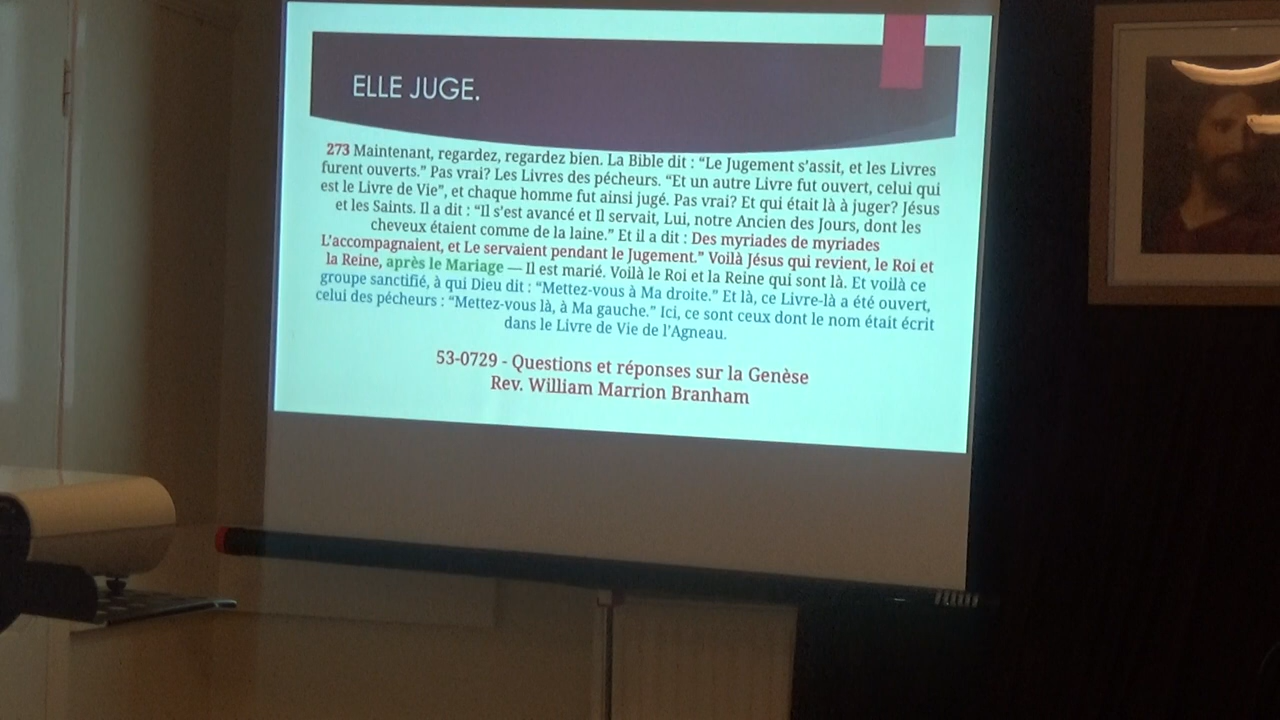 ELLE JUGE.
273 Maintenant, regardez, regardez bien. La Bible dit : “Le Jugement s’assit, et les Livres
furent ouverts.” Pas vrai? Les Livres des pécheurs. “Et un autre Livre fut ouvert, celui qui
est le Livre de Vie”, et chaque homme fut ainsi jugé. Pas vrai? Et qui était là à juger? Jésus
et les Saints. Il a dit : “Il s’est avancé et Il servait, Lui, notre Ancien des Jours, dont les
cheveux étaient comme de la laine.” Et il a dit : Des myriades de myriades
L’accompagnaient, et Le servaient pendant le Jugement.” Voilà Jésus qui revient, le Roi et
la Reine, après le Mariage — Il est marié. Voilà le Roi et la Reine qui sont là. Et voilà ce
groupe sanctifié, à qui Dieu dit : “Mettez-vous à Ma droite.” Et là, ce Livre-là a été ouvert,
celui des pécheurs : “Mettez-vous là, à Ma gauche.” Ici, ce sont ceux dont le nom était écrit
dans le Livre de Vie de l’Agneau.
53-0729 - Questions et réponses sur la Genèse
Rev. William Marrion Branham